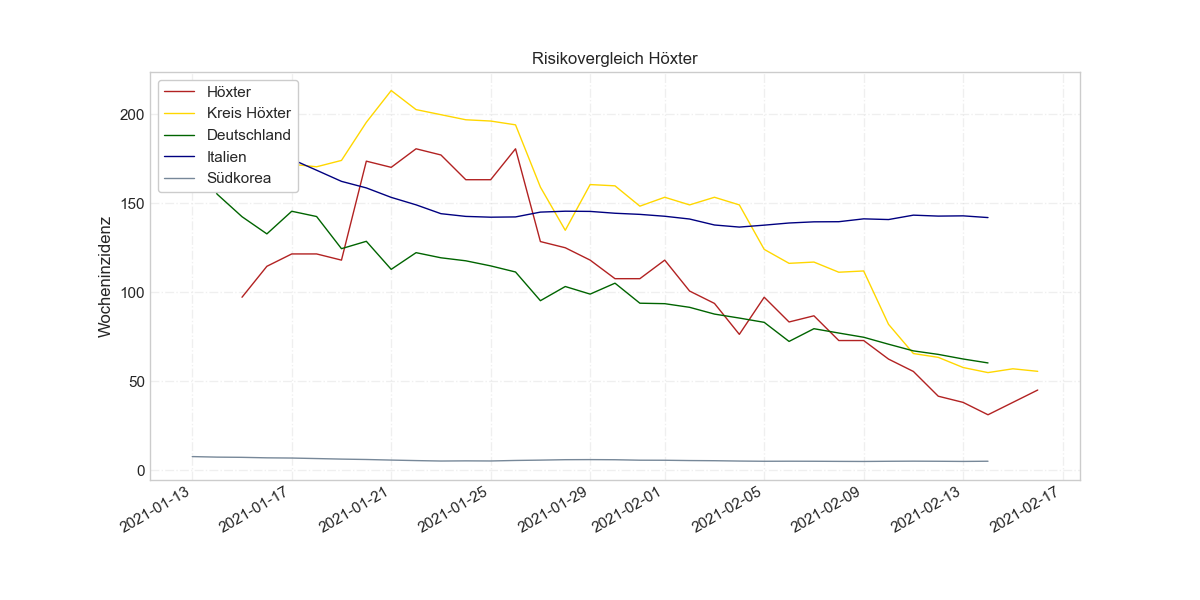 Risikovergleich Höxter
Höxter
Kreis Höxter
Deutschland
Italien
Südkorea
Wocheninzidenz
200
150
100
50
0
2021-01-13
2021-01-17
2021-01-21
2021-01-25
2021-01-29
2021-02-01
2021-02-05
2021-02-09
2021-02-13
2021-02-17